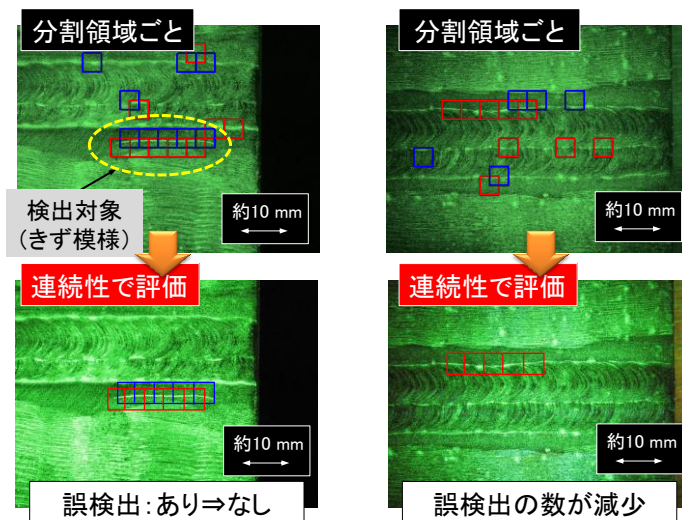 分割領域ごと
検出対象
(きず模様)
約10 mm
連続性で評価
約10 mm
誤検出：あり⇒なし
分割領域ごと
約10 mm
連続性で評価
約10 mm
誤検出の数が減少